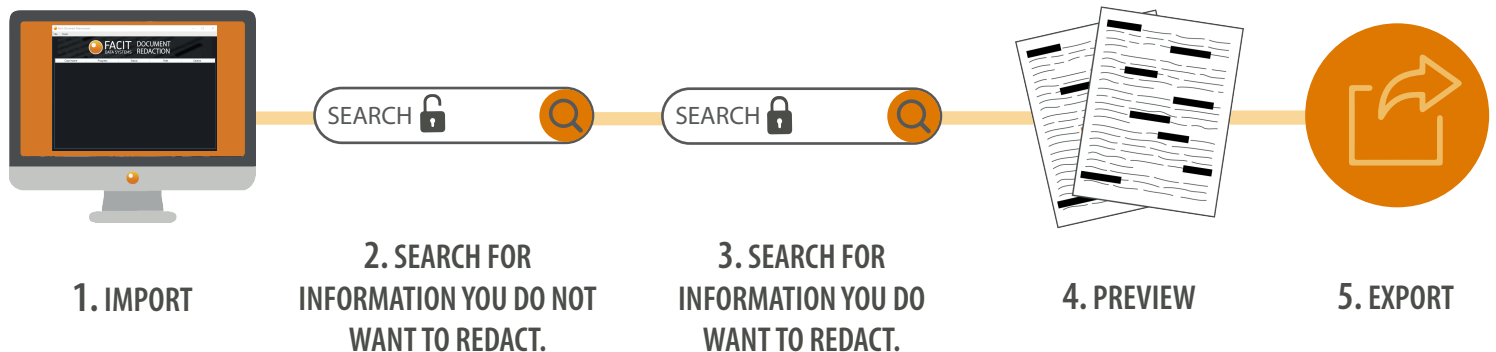 FACIT
DATA SYSTEMS
DOCUMENT
REDACTION
SEARCH
SEARCH
1. IMPORT
2. SEARCH FOR
INFORMATION YOU DO NOT
WANT TO REDACT.
3. SEARCH FOR
INFORMATION YOU DO
WANT TO REDACT.
4. PREVIEW
5. EXPORT